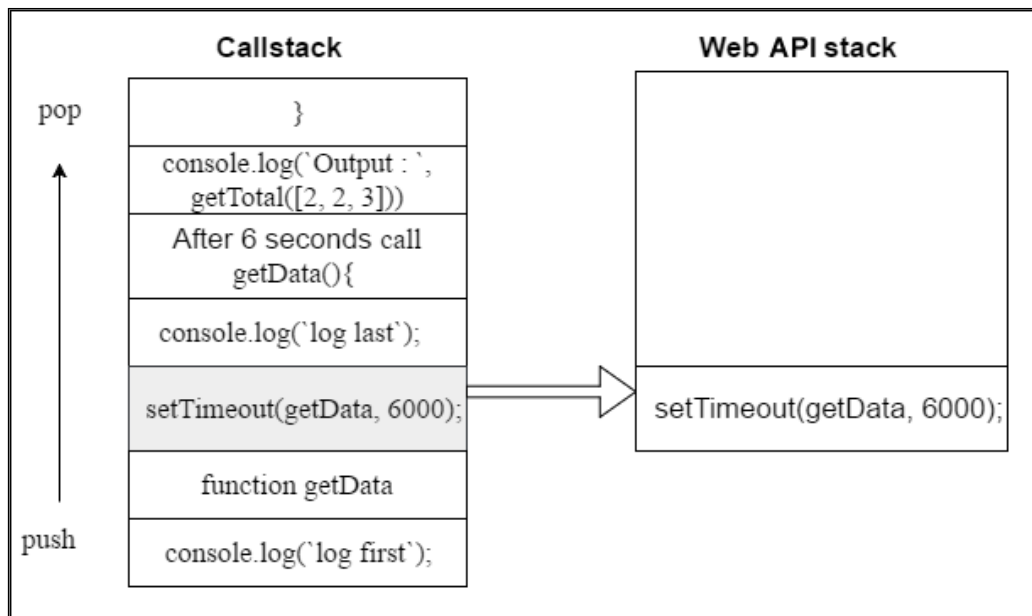 Callstack
Web API stack
pop
}
console.log(`Output : `,
getTotal([2, 2, 3]))
After 6 seconds call
getData(){
console.log(`log last`);
setTimeout(getData, 6000);
setTimeout(getData, 6000);
function getData
push
console.log(`log first`);